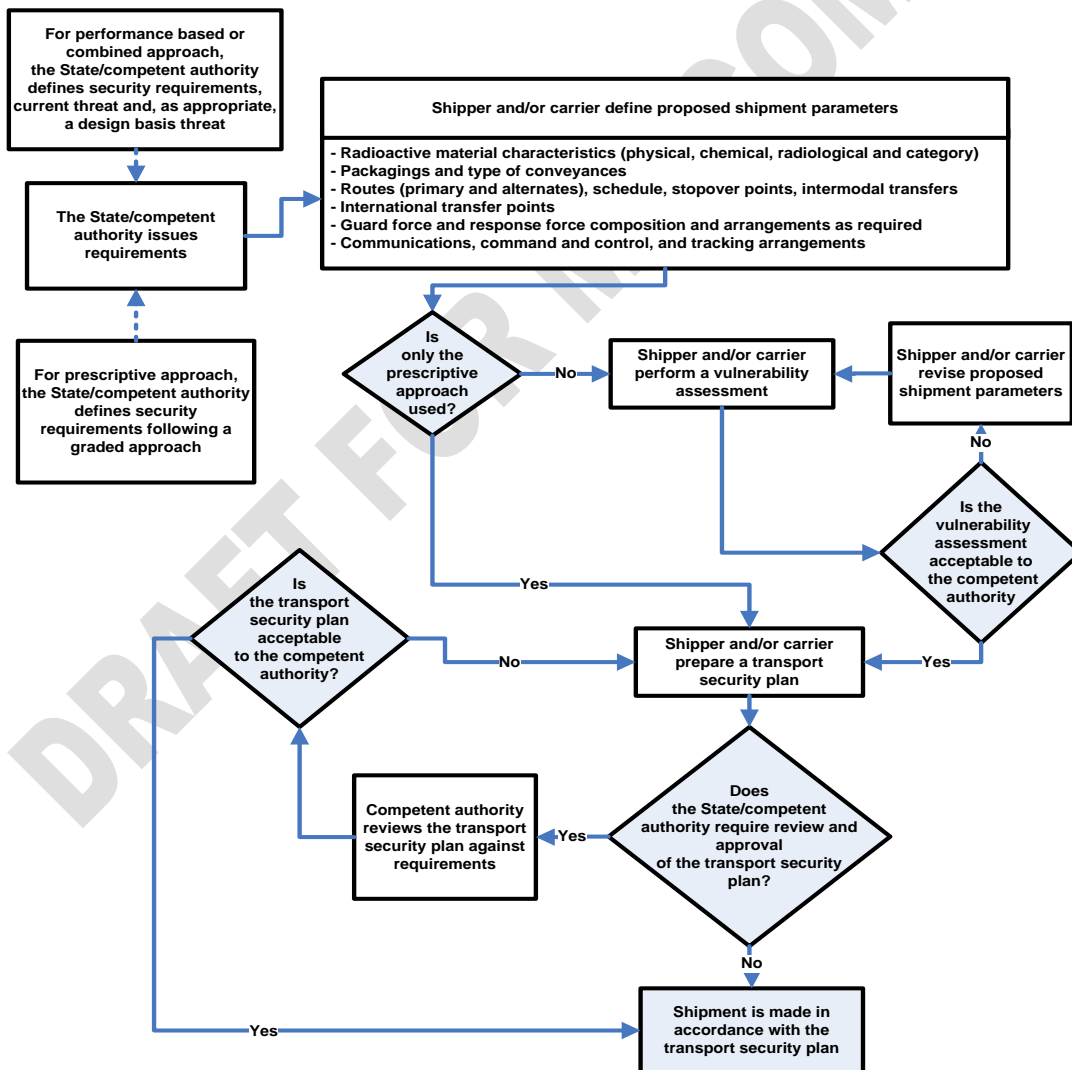 For performance based or
combined approach,
the State/competent authority
defines security requirements,
current threat and, as appropriate,
a design basis threat
Shipper and/or carrier define proposed shipment parameters
- Radioactive material characteristics (physical, chemical, radiological and category)
- Packagings and type of conveyances
- Routes (primary and alternates), schedule, stopover points, intermodal transfers
- International transfer points
- Guard force and response force composition and arrangements as required
- Communications, command and control, and tracking arrangements
The State/competent
authority issues
requirements
For prescriptive approach,
the State/competent authority
defines security
requirements following a
graded approach
Is
only the
prescriptive
approach
used?
No
Shipper and/or carrier
perform a vulnerability
assessment
Shipper and/or carrier
revise proposed
shipment parameters
No
Is the
vulnerability
assessment
acceptable to
the competent
authority
Yes
Yes
Is
the transport
security plan
acceptable
to the competent
authority?
No
Shipper and/or carrier
prepare a transport
security plan
Does
the State/competent
authority require review and
approval
of the transport security
plan?
Yes
Competent authority
reviews the transport
security plan against
requirements
No
Yes
Shipment is made in
accordance with the
transport security plan
DRAFT FOR M COM